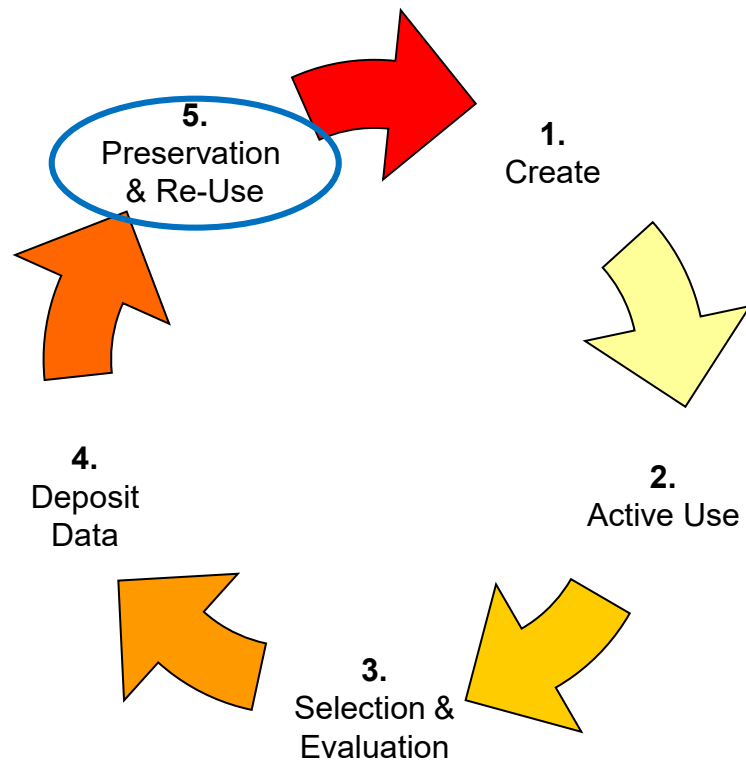 1.
Create
2.
Active Use
3.
Selection &
Evaluation
4.
Deposit
Data
5.
Preservation
& Re-Use